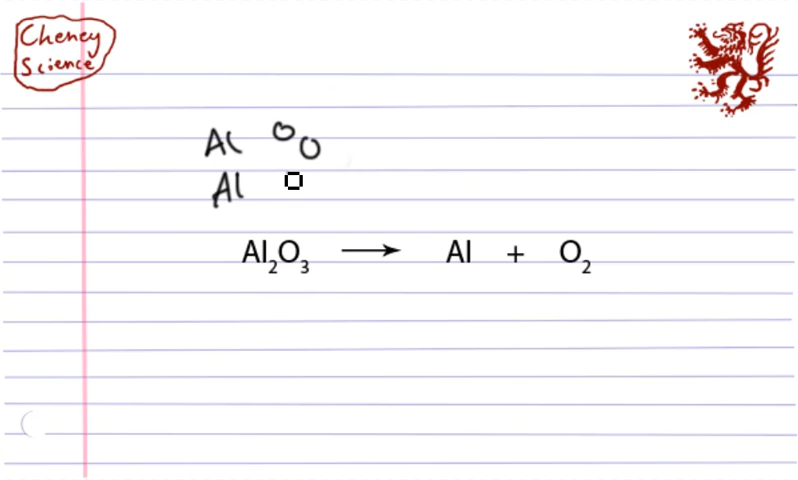 Cheney
Science
Al O O
Al
Al₂O₃ → Al + O₂